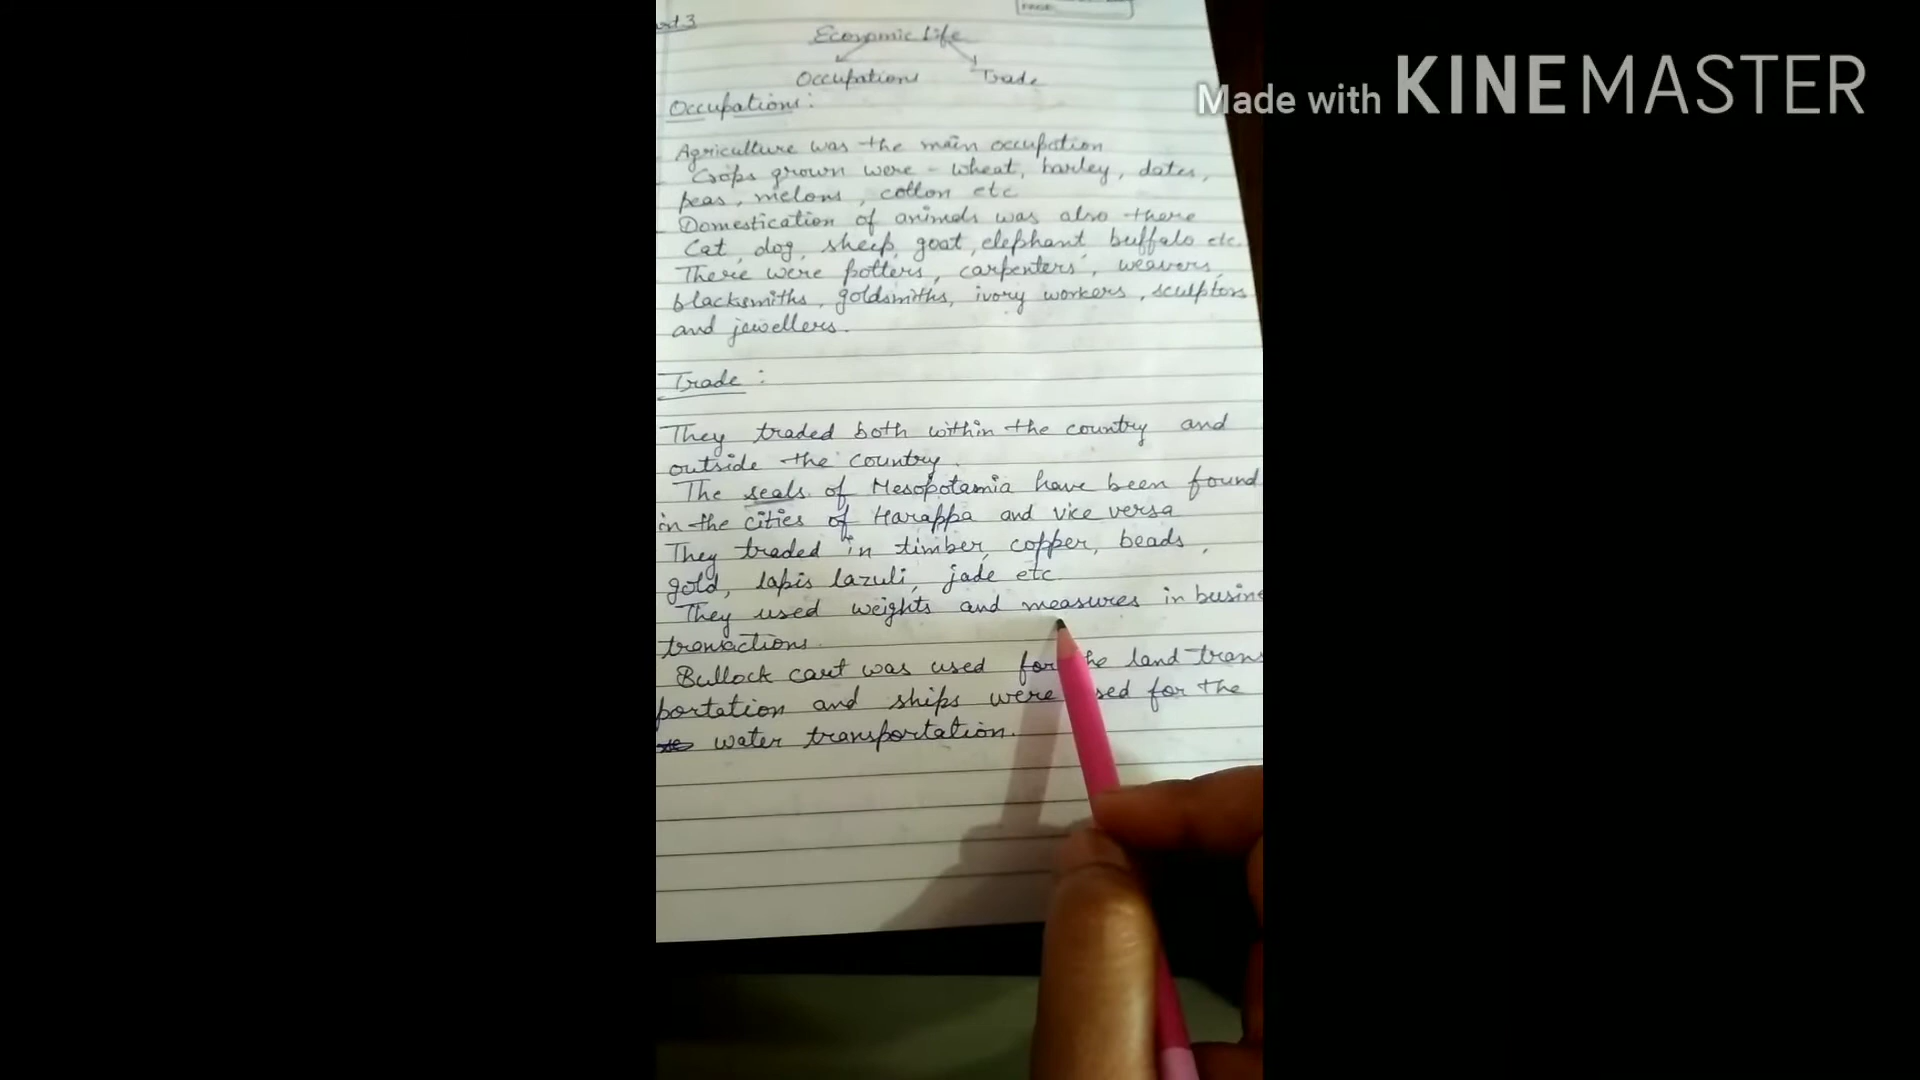 art 3
PAGE
Economic Life
Occupations Trade
Made with KINEMASTER
Occupations:
Agriculture was the main occupation
Crops grown were - wheat, barley, dates,
peas, melons, cotton etc
Domestication of animals was also there
Cat, dog, sheep, goat, elephant, buffalo etc.
There were potters, carpenters, weavers,
blacksmiths, goldsmiths, ivory workers, sculptors
and jewellers.
Trade:
They traded both within the country and
outside the country.
The seals of Mesopotamia have been found
in the cities of Harappa and vice versa
They traded in timber, copper, beads,
gold, lapis lazuli, jade etc
They used weights and measures in busine
transactions.
Bullock cart was used for the land trans
portation and ships were sed for the
water transportation.